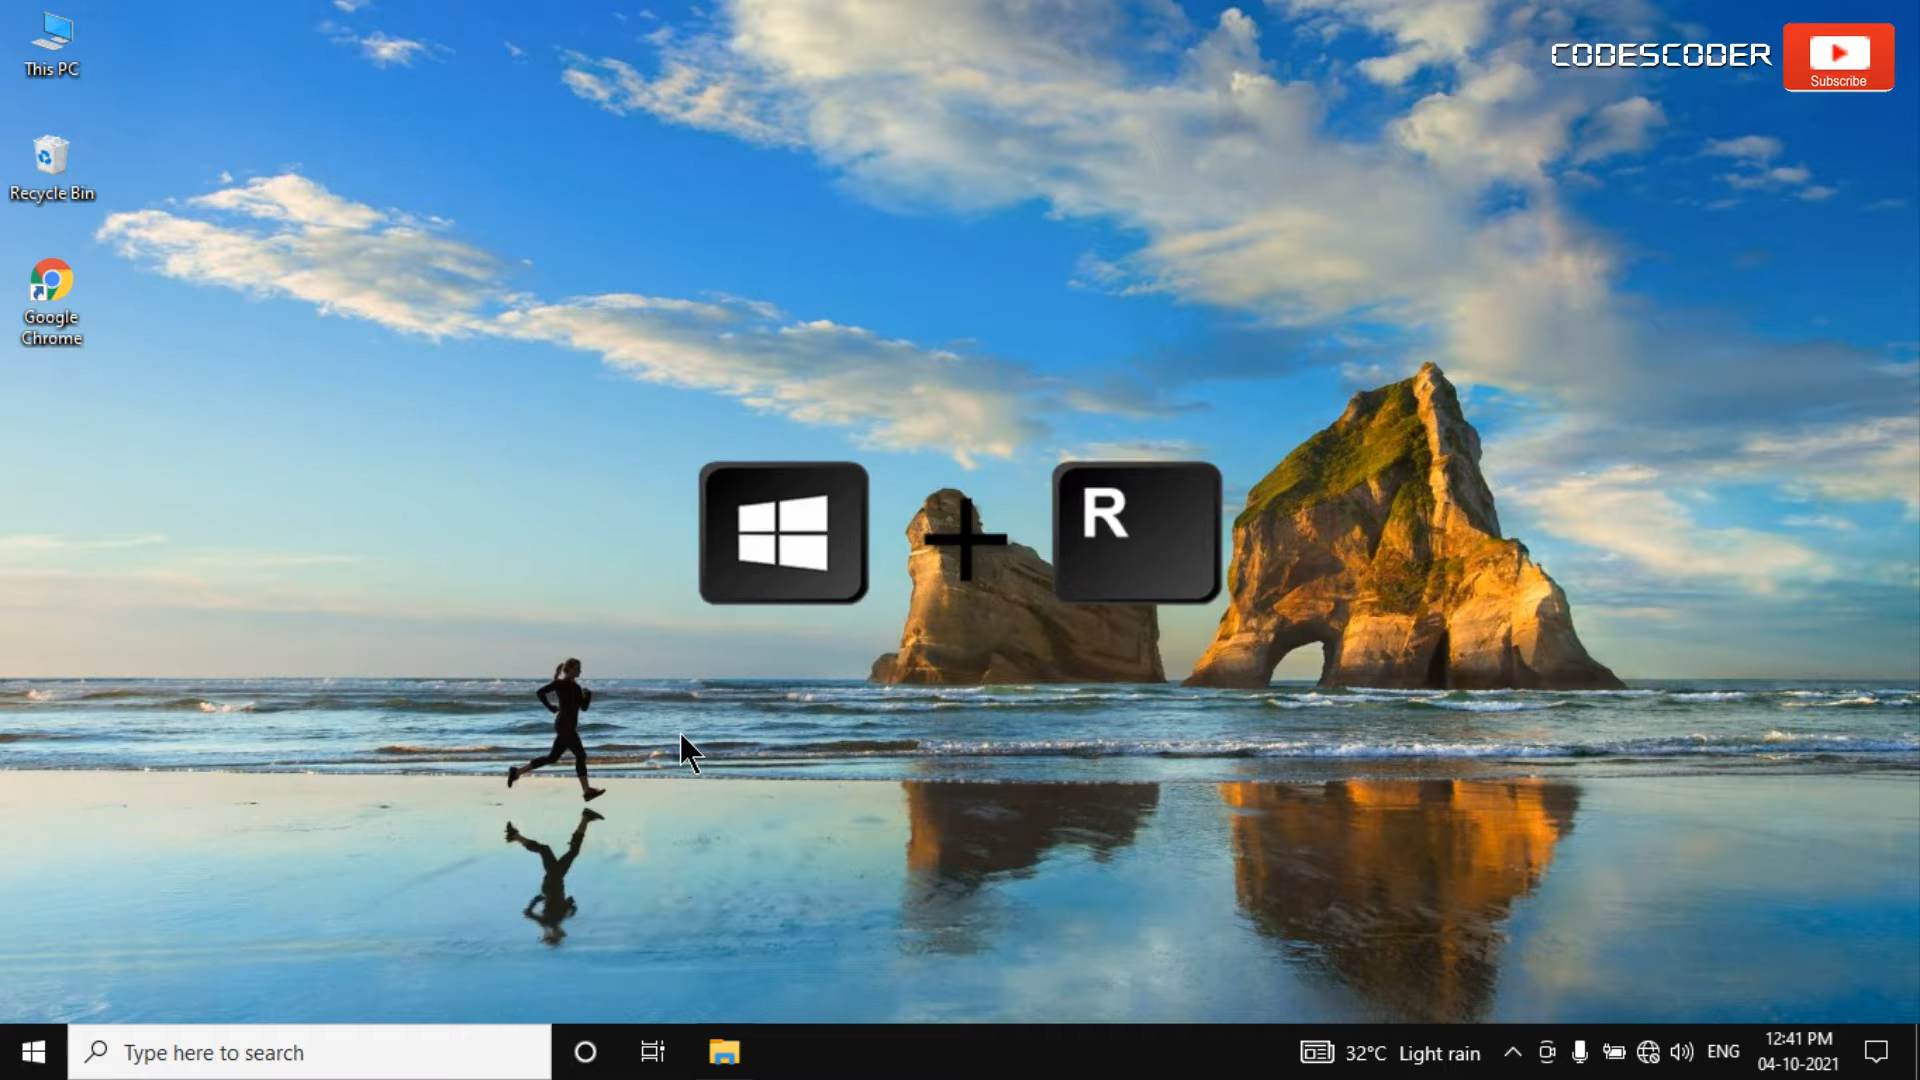 This PC
Recycle Bin
Google
Chrome
CODESCODER
Subscribe
R
Type here to search
32°C Light rain
ENG
12:41 PM
04-10-2021